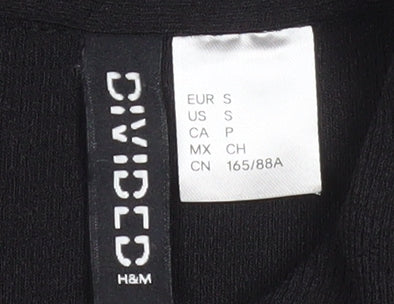 DIVIDED
H&M
EUR S
US S
CA P
MX CH
CN 165/88A